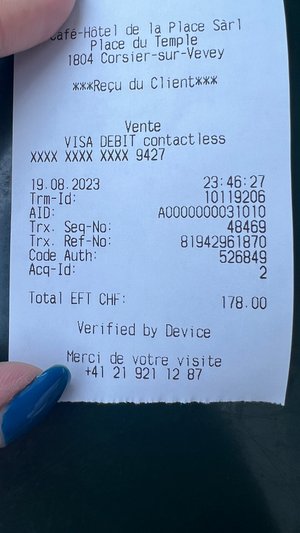 Café-Hôtel de la Place Sàrl
Place du Temple
1804 Corsier-sur-Vevey
***Reçu du Client***
Vente
VISA DEBIT contactless
XXXX XXXX XXXX 9427
19.08.2023 23:46:27
Trm-Id: 10119206
AID: A0000000031010
Trx. Seq-No: 48469
Trx. Ref-No: 81942961870
Code Auth: 526849
Acq-Id: 2
Total EFT CHF: 178.00
Verified by Device
Merci de votre visite
+41 21 921 12 87